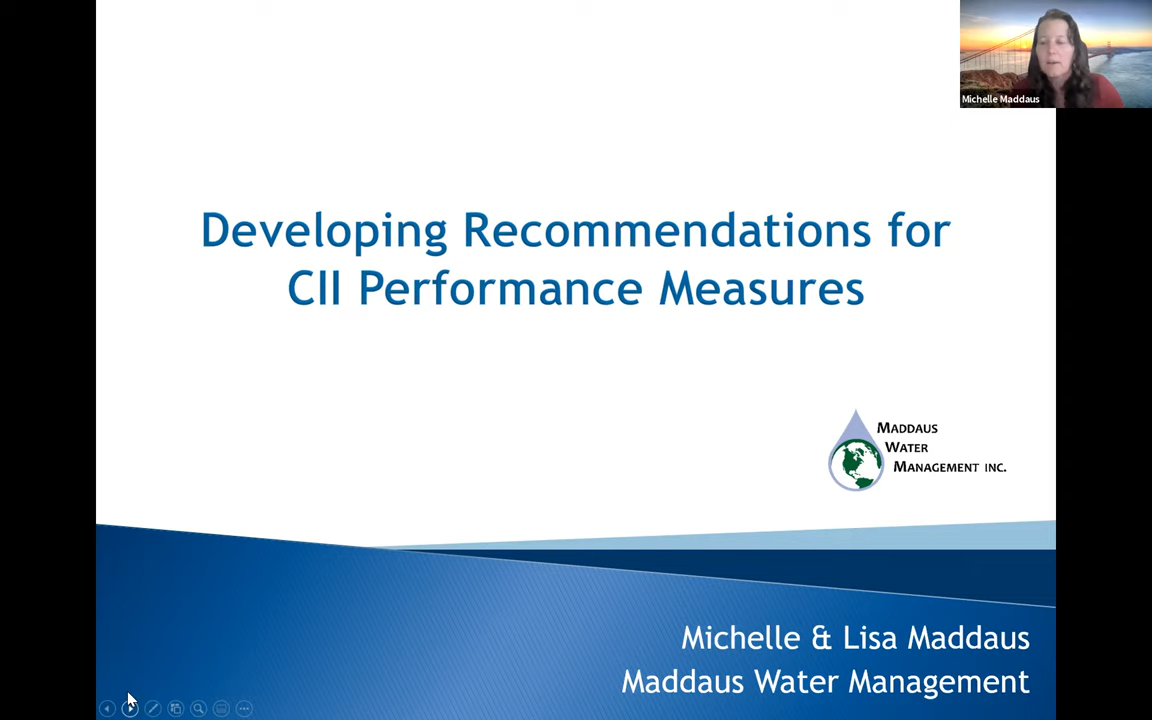 Michelle Maddaus
Developing Recommendations for
CII Performance Measures
MADDAUS
WATER
MANAGEMENT INC.
Michelle & Lisa Maddaus
Maddaus Water Management